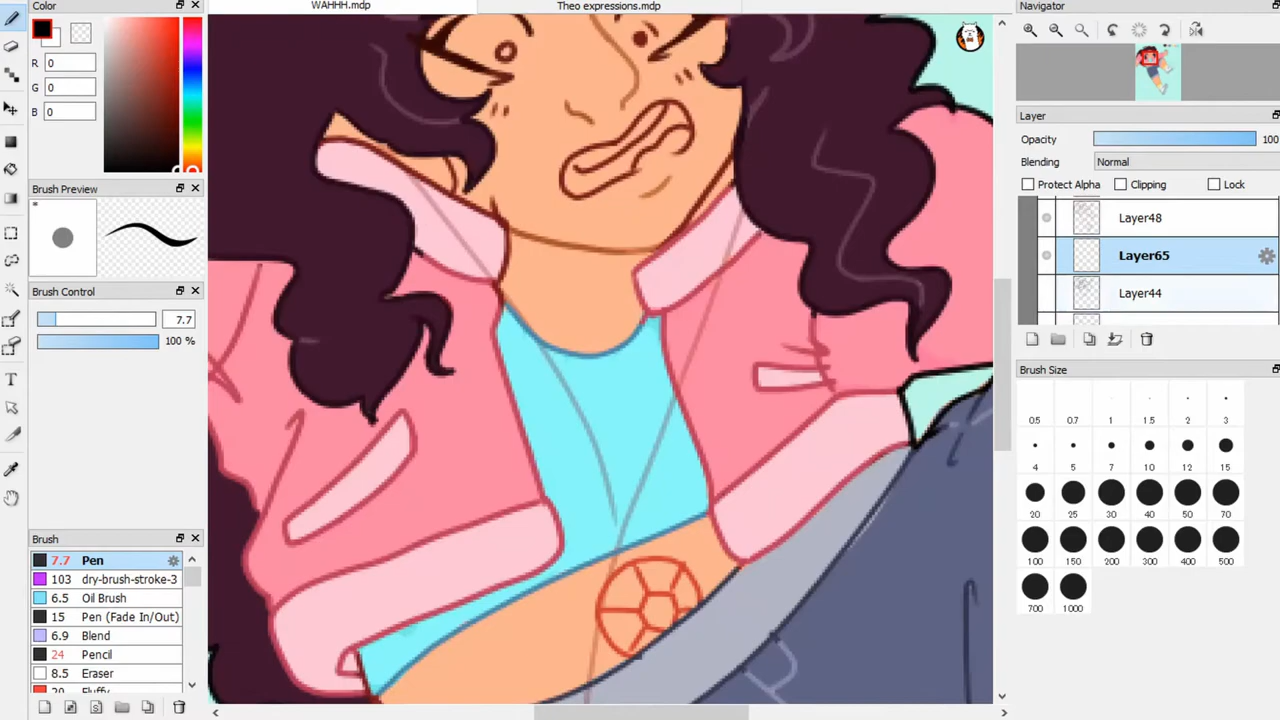 Color
WAHHH.mdp
Theo expressions.mdp
Navigator
R 0
G 0
B 0
Brush Preview
*
Brush Control
7.7
100 %
Layer
Opacity 100
Blending Normal
Protect Alpha Clipping Lock
Layer48
Layer65
Layer44
Brush Size
0.5 0.7 1 1.5 2 3
4 5 7 10 12 15
20 25 30 40 50 70
100 150 200 300 400 500
700 1000
Brush
7.7 Pen
103 dry-brush-stroke-3
6.5 Oil Brush
15 Pen (Fade In/Out)
6.9 Blend
24 Pencil
8.5 Eraser
20 Fluffy
T